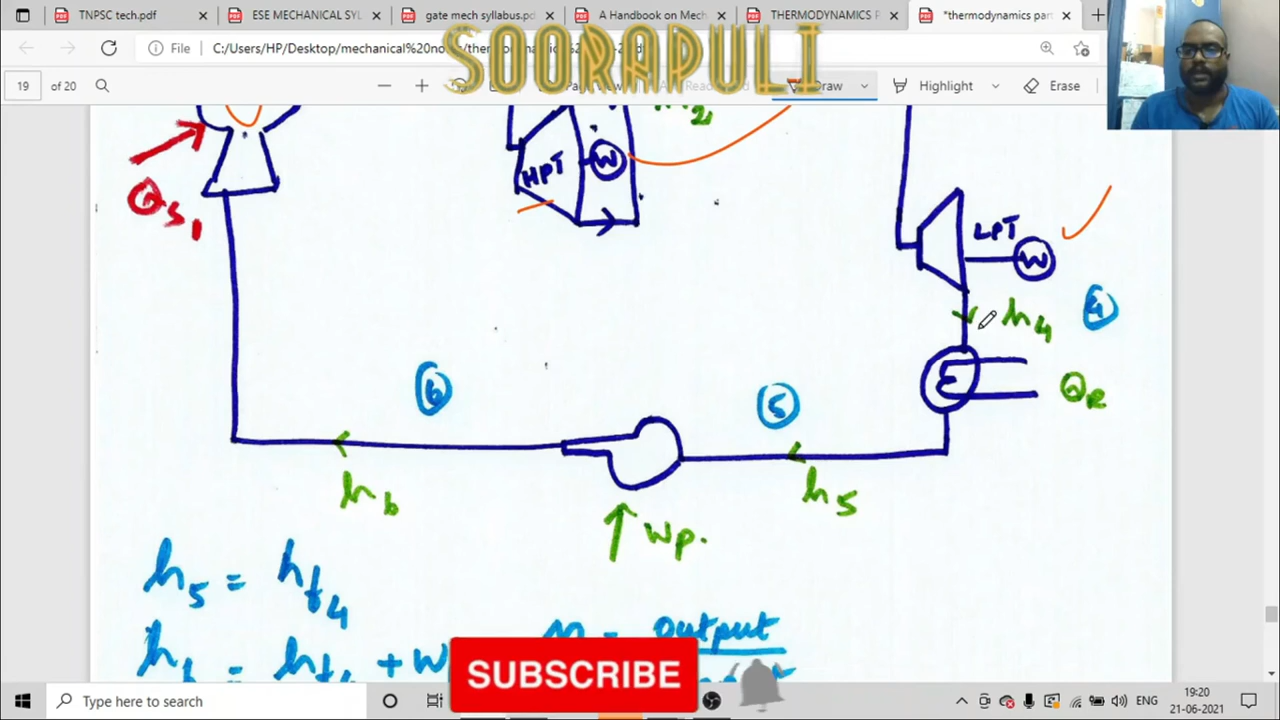 TNPSC tech.pdf
ESE MECHANICAL SYL
gate mech syllabus.pd
A Handbook on Mech
THERMODYNAMICS P
*thermodynamics par
File
C:/Users/HP/Desktop/mechanical%20no
SOORAPULI
19 of 20
Draw
Highlight
Erase
HPT
W
QS1
LPT
W
h4
4
QR
6
5
h6
h5
Wp.
h5 = hf4
output
+ W
SUBSCRIBE
Type here to search
ENG
19:20
21-06-2021